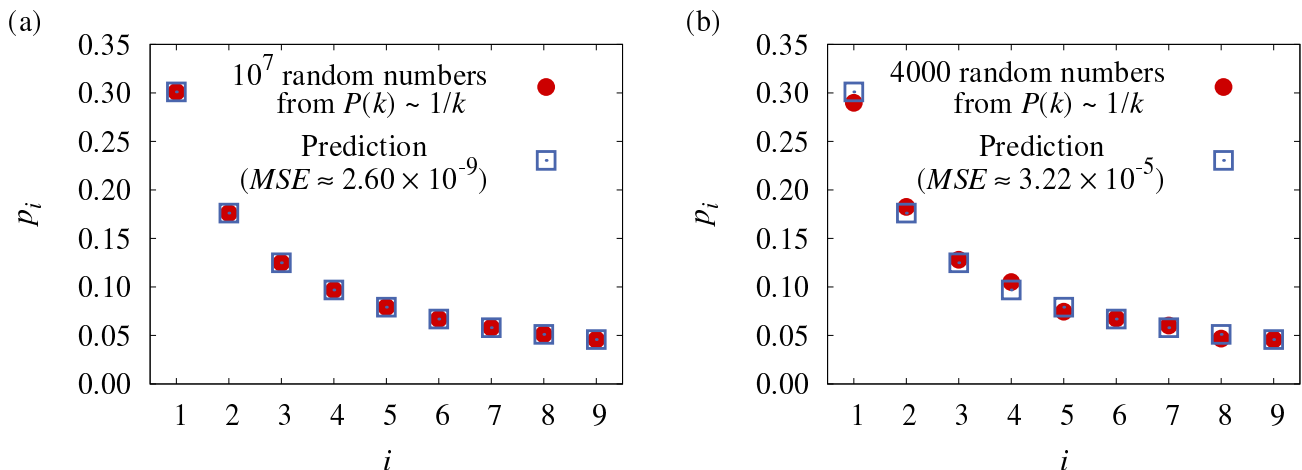 (a)
0.35
0.30
0.25
0.20
0.15
0.10
0.05
0.00
p_i
10^7 random numbers
from P(k) ~ 1/k
Prediction
(MSE ≈ 2.60 × 10^-9)
1 2 3 4 5 6 7 8 9
i
(b)
0.35
0.30
0.25
0.20
0.15
0.10
0.05
0.00
p_i
4000 random numbers
from P(k) ~ 1/k
Prediction
(MSE ≈ 3.22 × 10^-5)
1 2 3 4 5 6 7 8 9
i